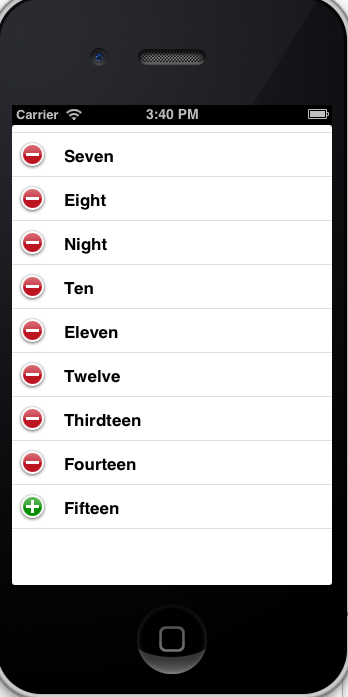 Carrier 3:40 PM
Seven
Eight
Night
Ten
Eleven
Twelve
Thirdteen
Fourteen
Fifteen